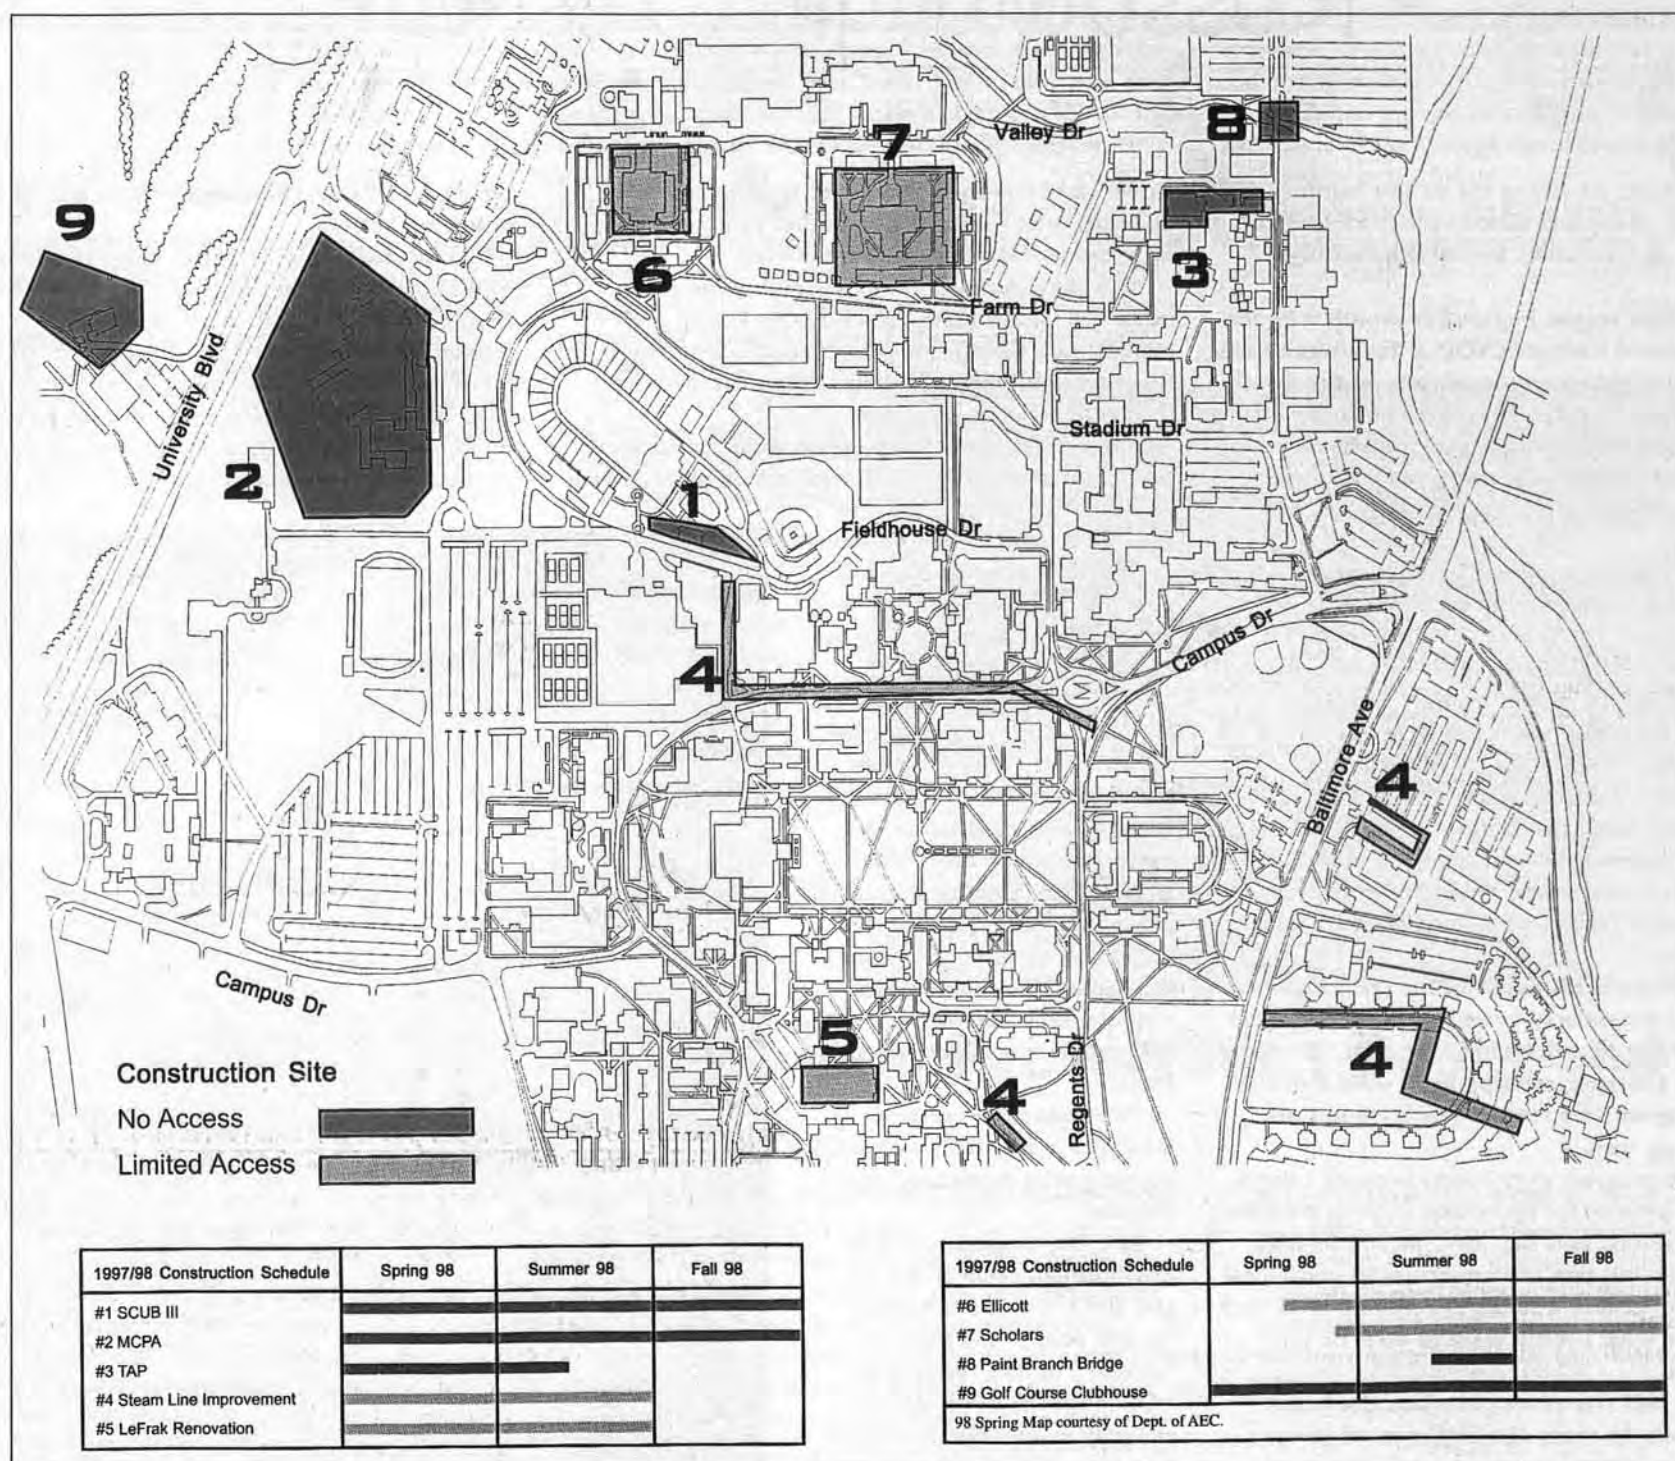 8
7
Valley Dr
9
3
6
Farm Dr
University Blvd
Stadium Dr
2
1
Fieldhouse Dr
Campus Dr
4
M
Baltimore Ave
4
Campus Dr
5
4
4
Regents Dr
Construction Site
No Access
Limited Access
1997/98 Construction Schedule Spring 98 Summer 98 Fall 98
#1 SCUB III
#2 MCPA
#3 TAP
#4 Steam Line Improvement
#5 LeFrak Renovation
1997/98 Construction Schedule Spring 98 Summer 98 Fall 98
#6 Ellicott
#7 Scholars
#8 Paint Branch Bridge
#9 Golf Course Clubhouse
98 Spring Map courtesy of Dept. of AEC.